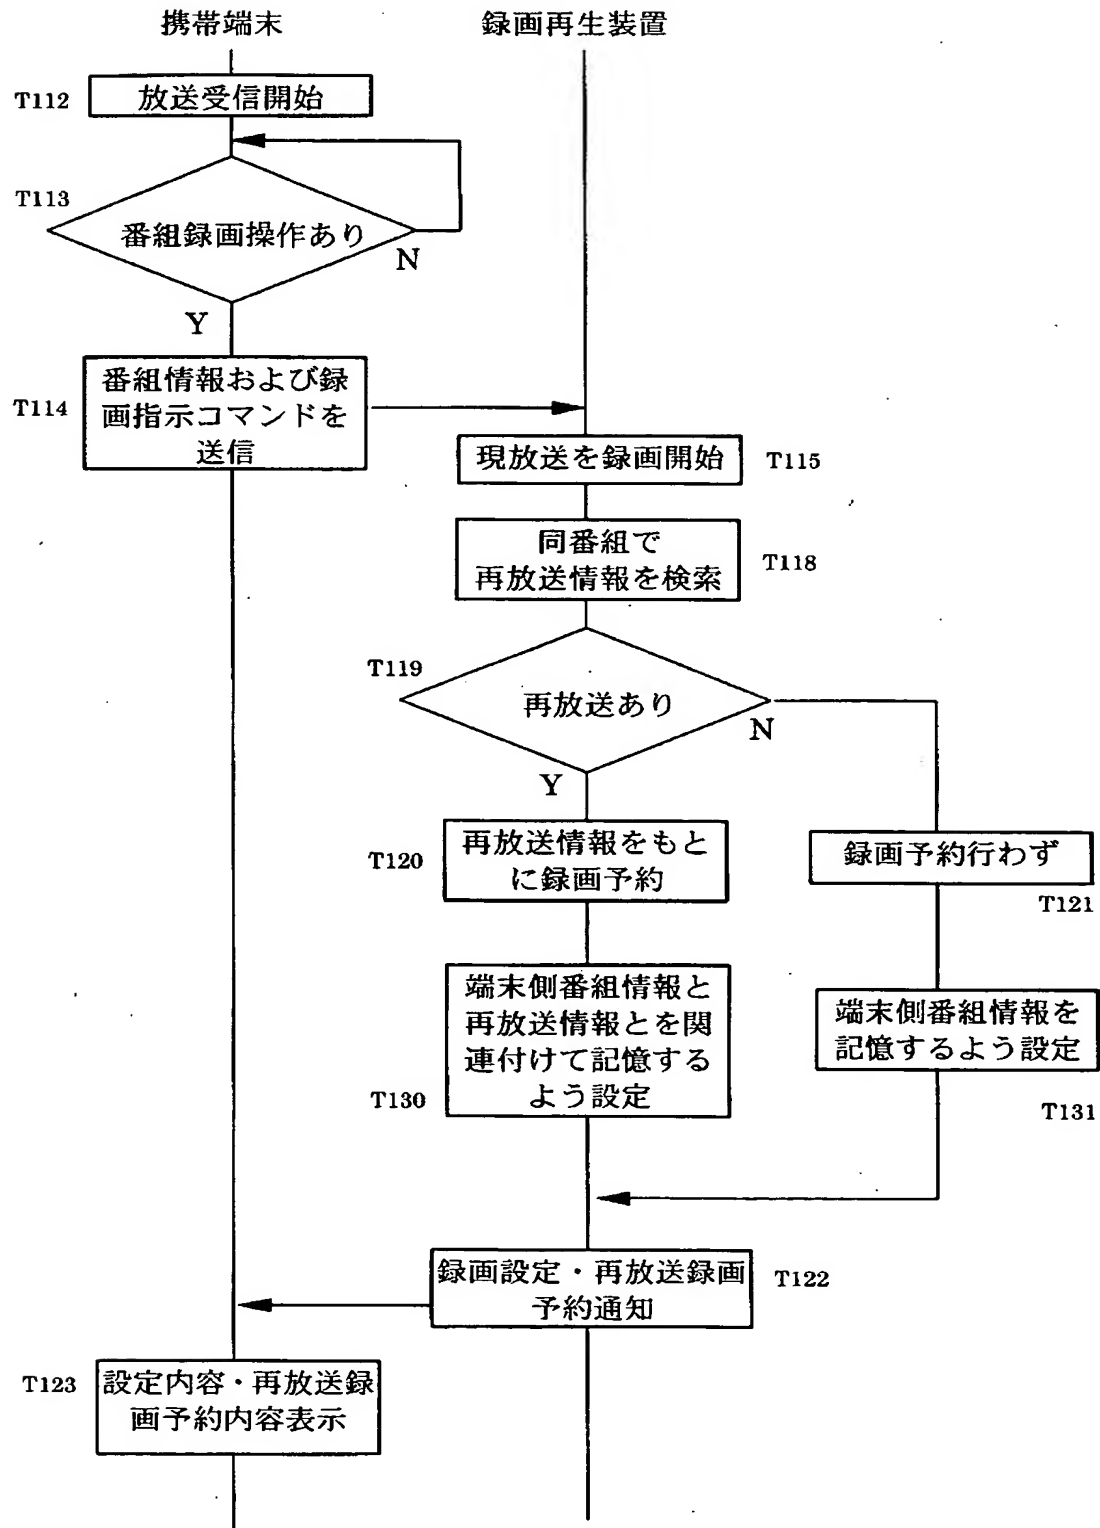 携帯端末
録画再生装置
T112
放送受信開始
T113
番組録画操作あり
N
Y
T114
番組情報および録
画指示コマンドを
送信
現放送を録画開始
T115
同番組で
再放送情報を検索
T118
T119
再放送あり
N
Y
T120
再放送情報をもと
に録画予約
録画予約行わず
T121
端末側番組情報と
再放送情報とを関
連付けて記憶する
よう設定
T130
端末側番組情報を
記憶するよう設定
T131
録画設定・再放送録画
予約通知
T122
T123
設定内容・再放送録
画予約内容表示